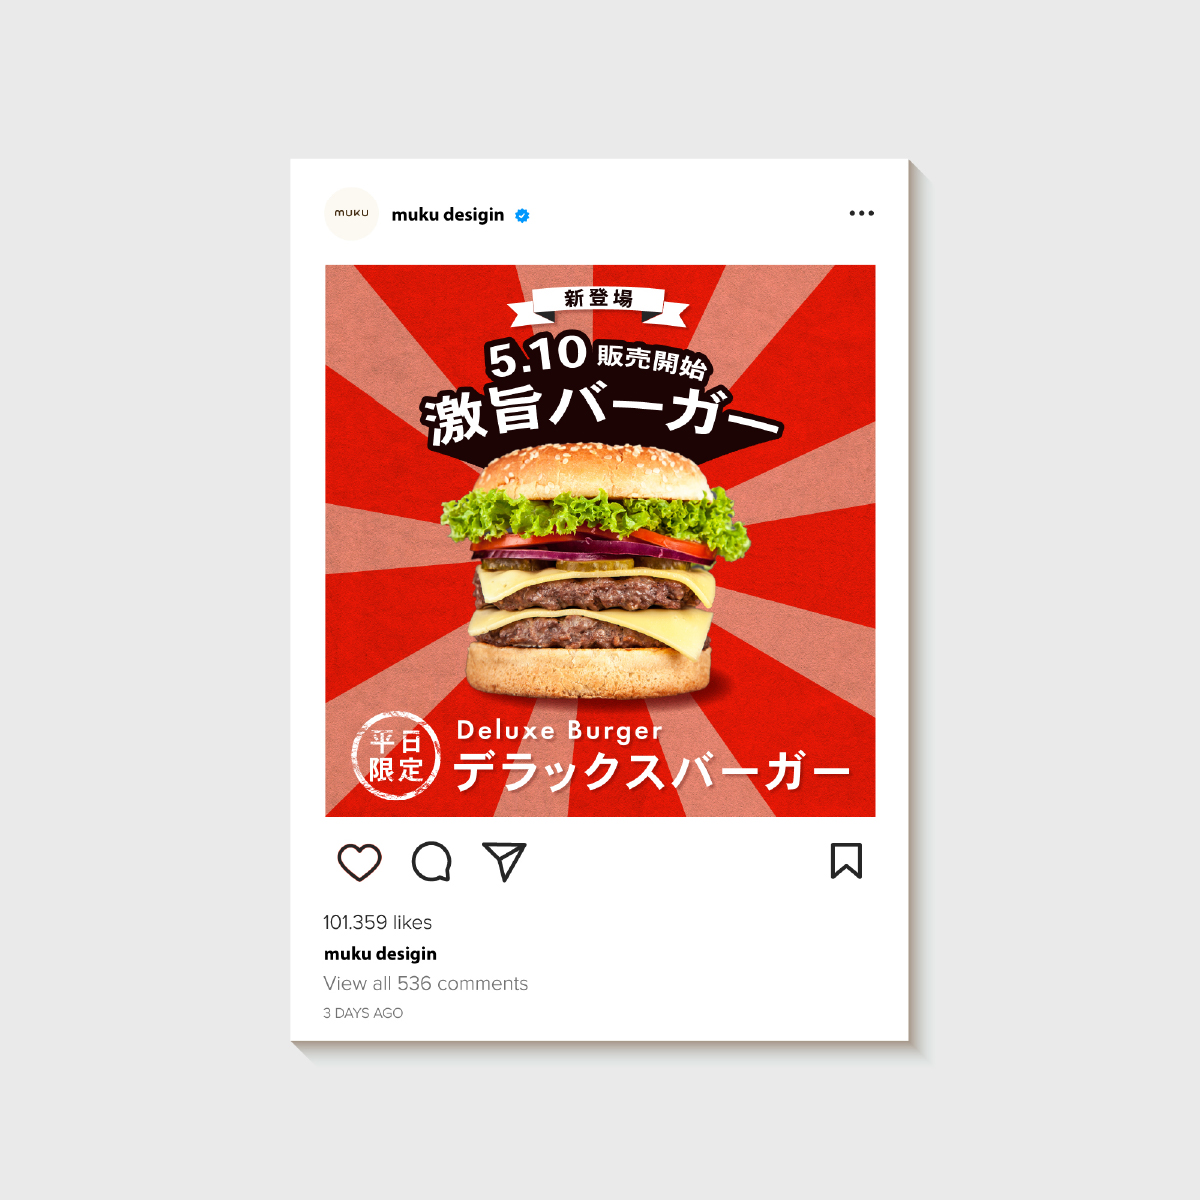 MUKU
muku desigin
新登場
5.10 販売開始
激旨バーガー
平日
限定
Deluxe Burger
デラックスバーガー
101.359 likes
muku desigin
View all 536 comments
3 DAYS AGO